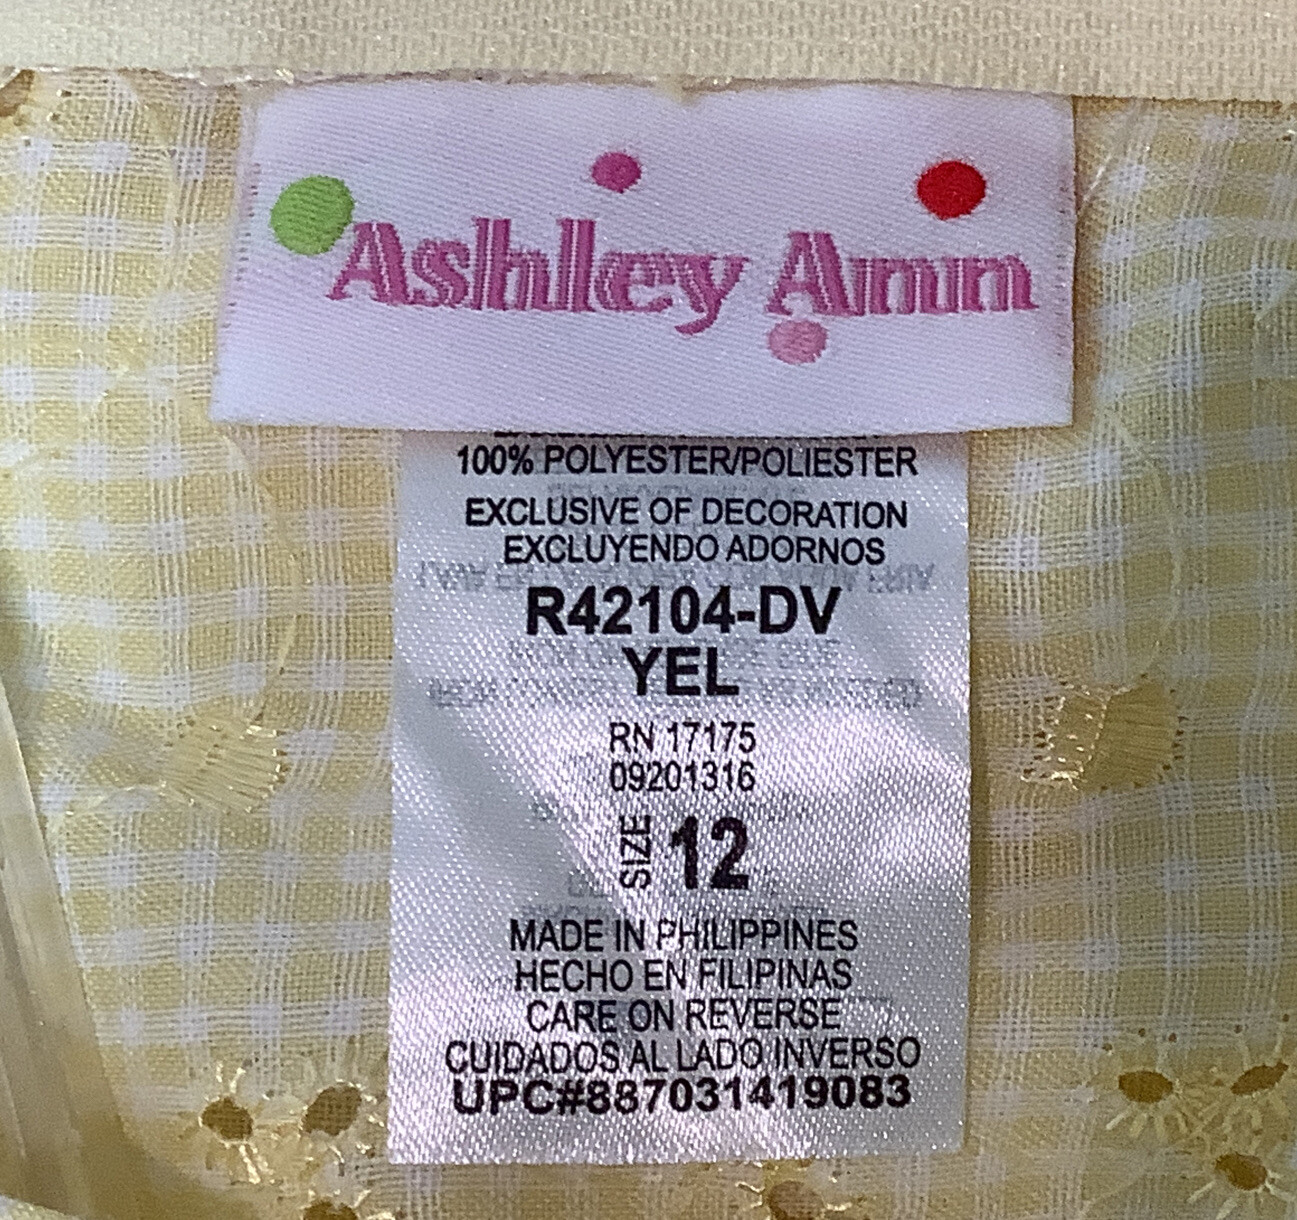 Ashley Ann
100% POLYESTER/POLIESTER
EXCLUSIVE OF DECORATION
EXCLUYENDO ADORNOS
R42104-DV
YEL
RN 17175
09201316
SIZE 12
MADE IN PHILIPPINES
HECHO EN FILIPINAS
CARE ON REVERSE
CUIDADOS AL LADO INVERSO
UPC#887031419083